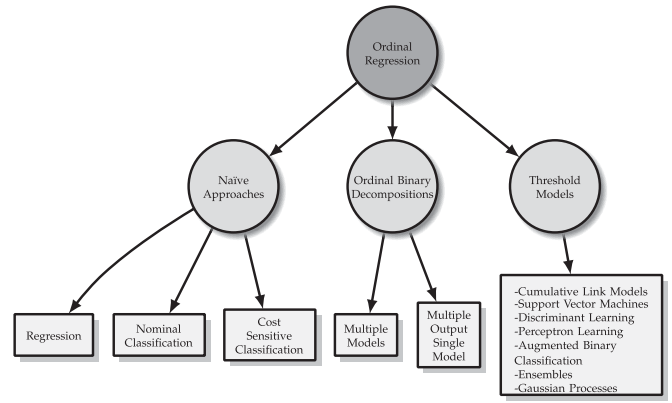 Ordinal
Regression
Naïve
Approaches
Ordinal Binary
Decompositions
Threshold
Models
Regression
Nominal
Classification
Cost
Sensitive
Classification
Multiple
Models
Multiple
Output
Single
Model
-Cumulative Link Models
-Support Vector Machines
-Discriminant Learning
-Perceptron Learning
-Augmented Binary
Classification
-Ensembles
-Gaussian Processes